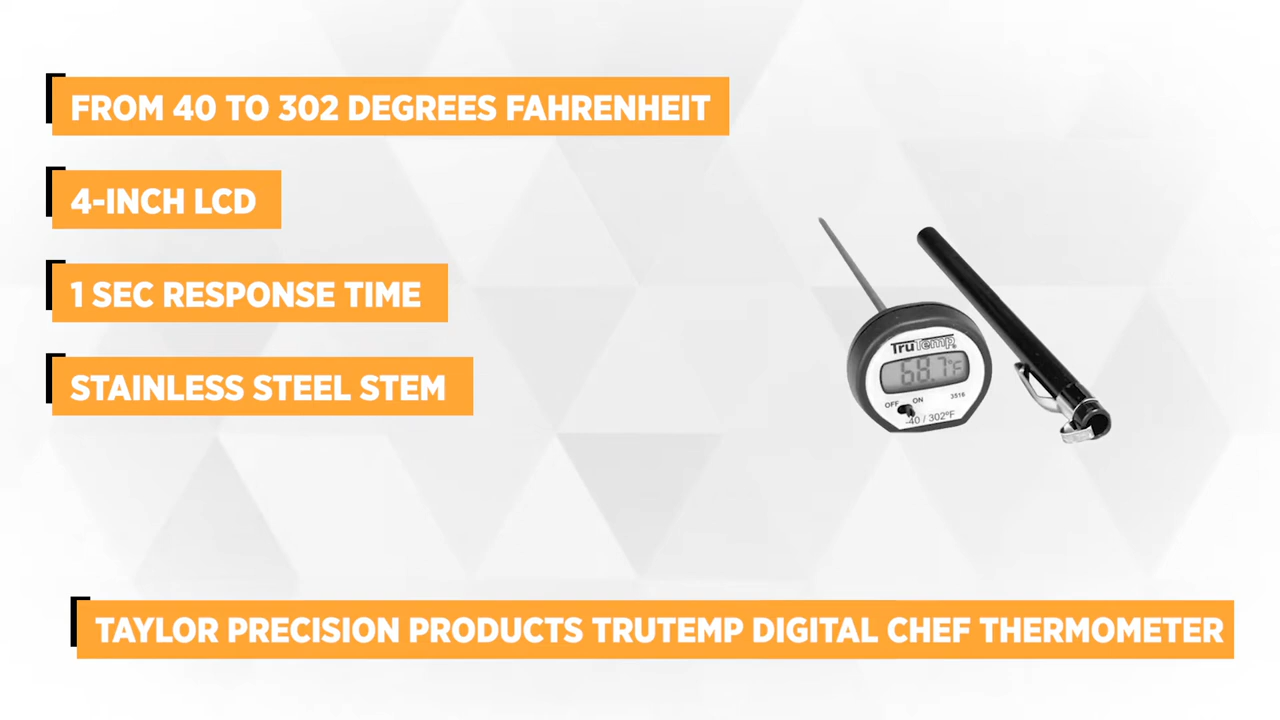 FROM 40 TO 302 DEGREES FAHRENHEIT
4-INCH LCD
1 SEC RESPONSE TIME
STAINLESS STEEL STEM
TruTemp®
68.7°F
OFF ON 3516
-40 / 302°F
TAYLOR PRECISION PRODUCTS TRUTEMP DIGITAL CHEF THERMOMETER